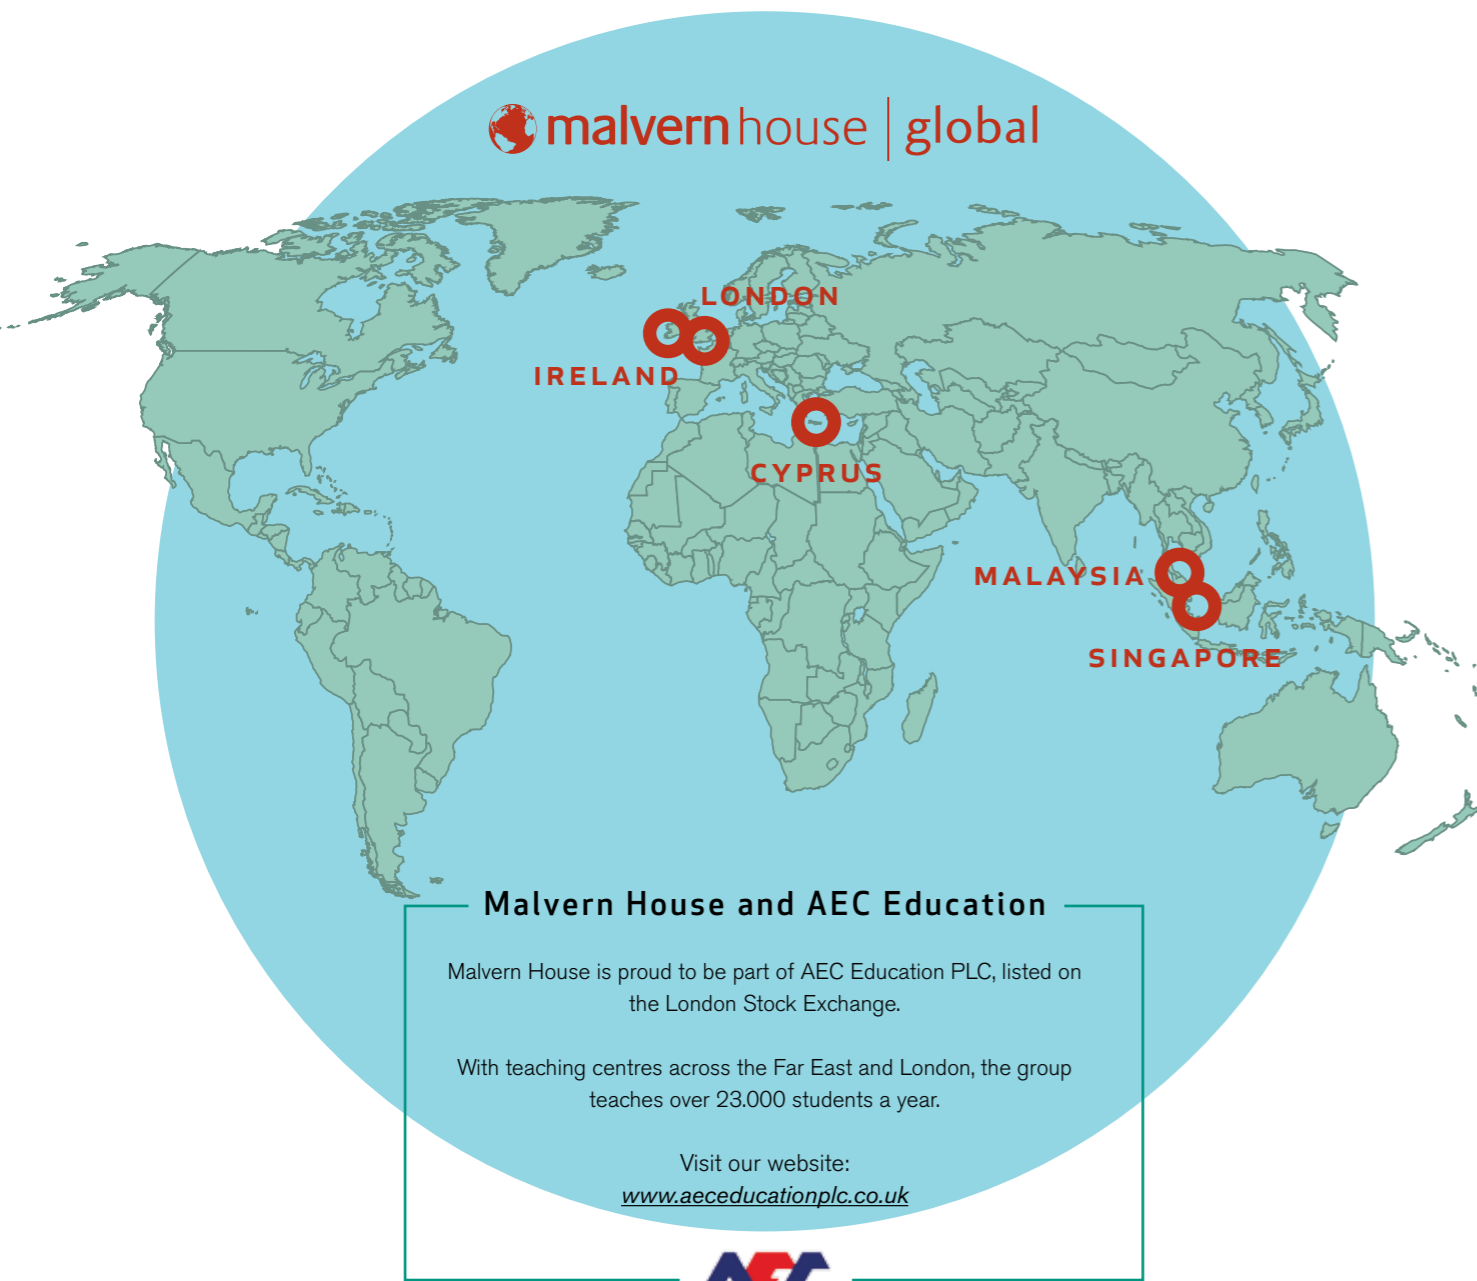 malvern house | global
LONDON
IRELAND
CYPRUS
MALAYSIA
SINGAPORE
Malvern House and AEC Education
Malvern House is proud to be part of AEC Education PLC, listed on
the London Stock Exchange.
With teaching centres across the Far East and London, the group
teaches over 23.000 students a year.
Visit our website:
www.aeceducationplc.co.uk
AEC